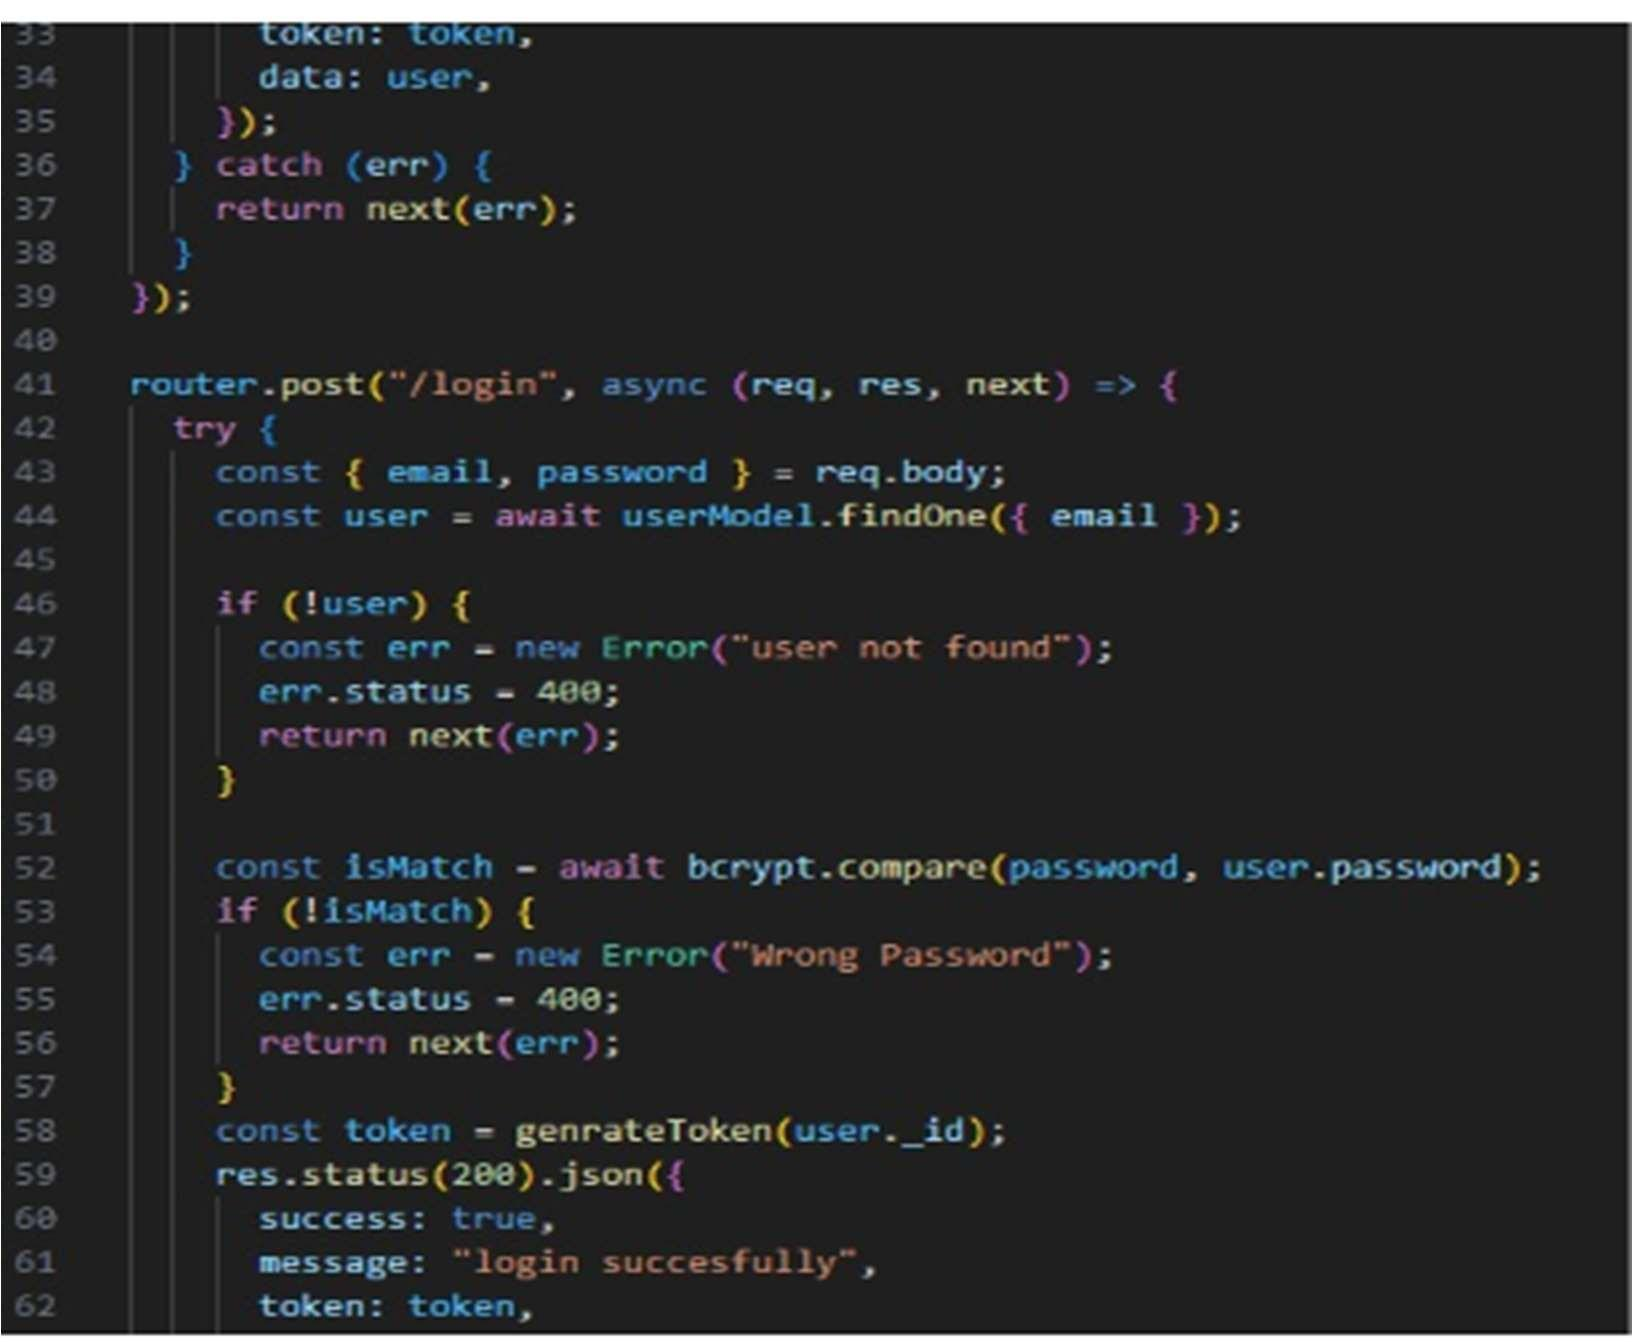 33 token: token,
34 data: user,
35 });
36 } catch (err) {
37 return next(err);
38 }
39 });
40
41 router.post("/login", async (req, res, next) => {
42 try {
43 const { email, password } = req.body;
44 const user = await userModel.findOne({ email });
45
46 if (!user) {
47 const err = new Error("user not found");
48 err.status = 400;
49 return next(err);
50 }
51
52 const isMatch = await bcrypt.compare(password, user.password);
53 if (!isMatch) {
54 const err = new Error("Wrong Password");
55 err.status = 400;
56 return next(err);
57 }
58 const token = genrateToken(user._id);
59 res.status(200).json({
60 success: true,
61 message: "login succesfully",
62 token: token,